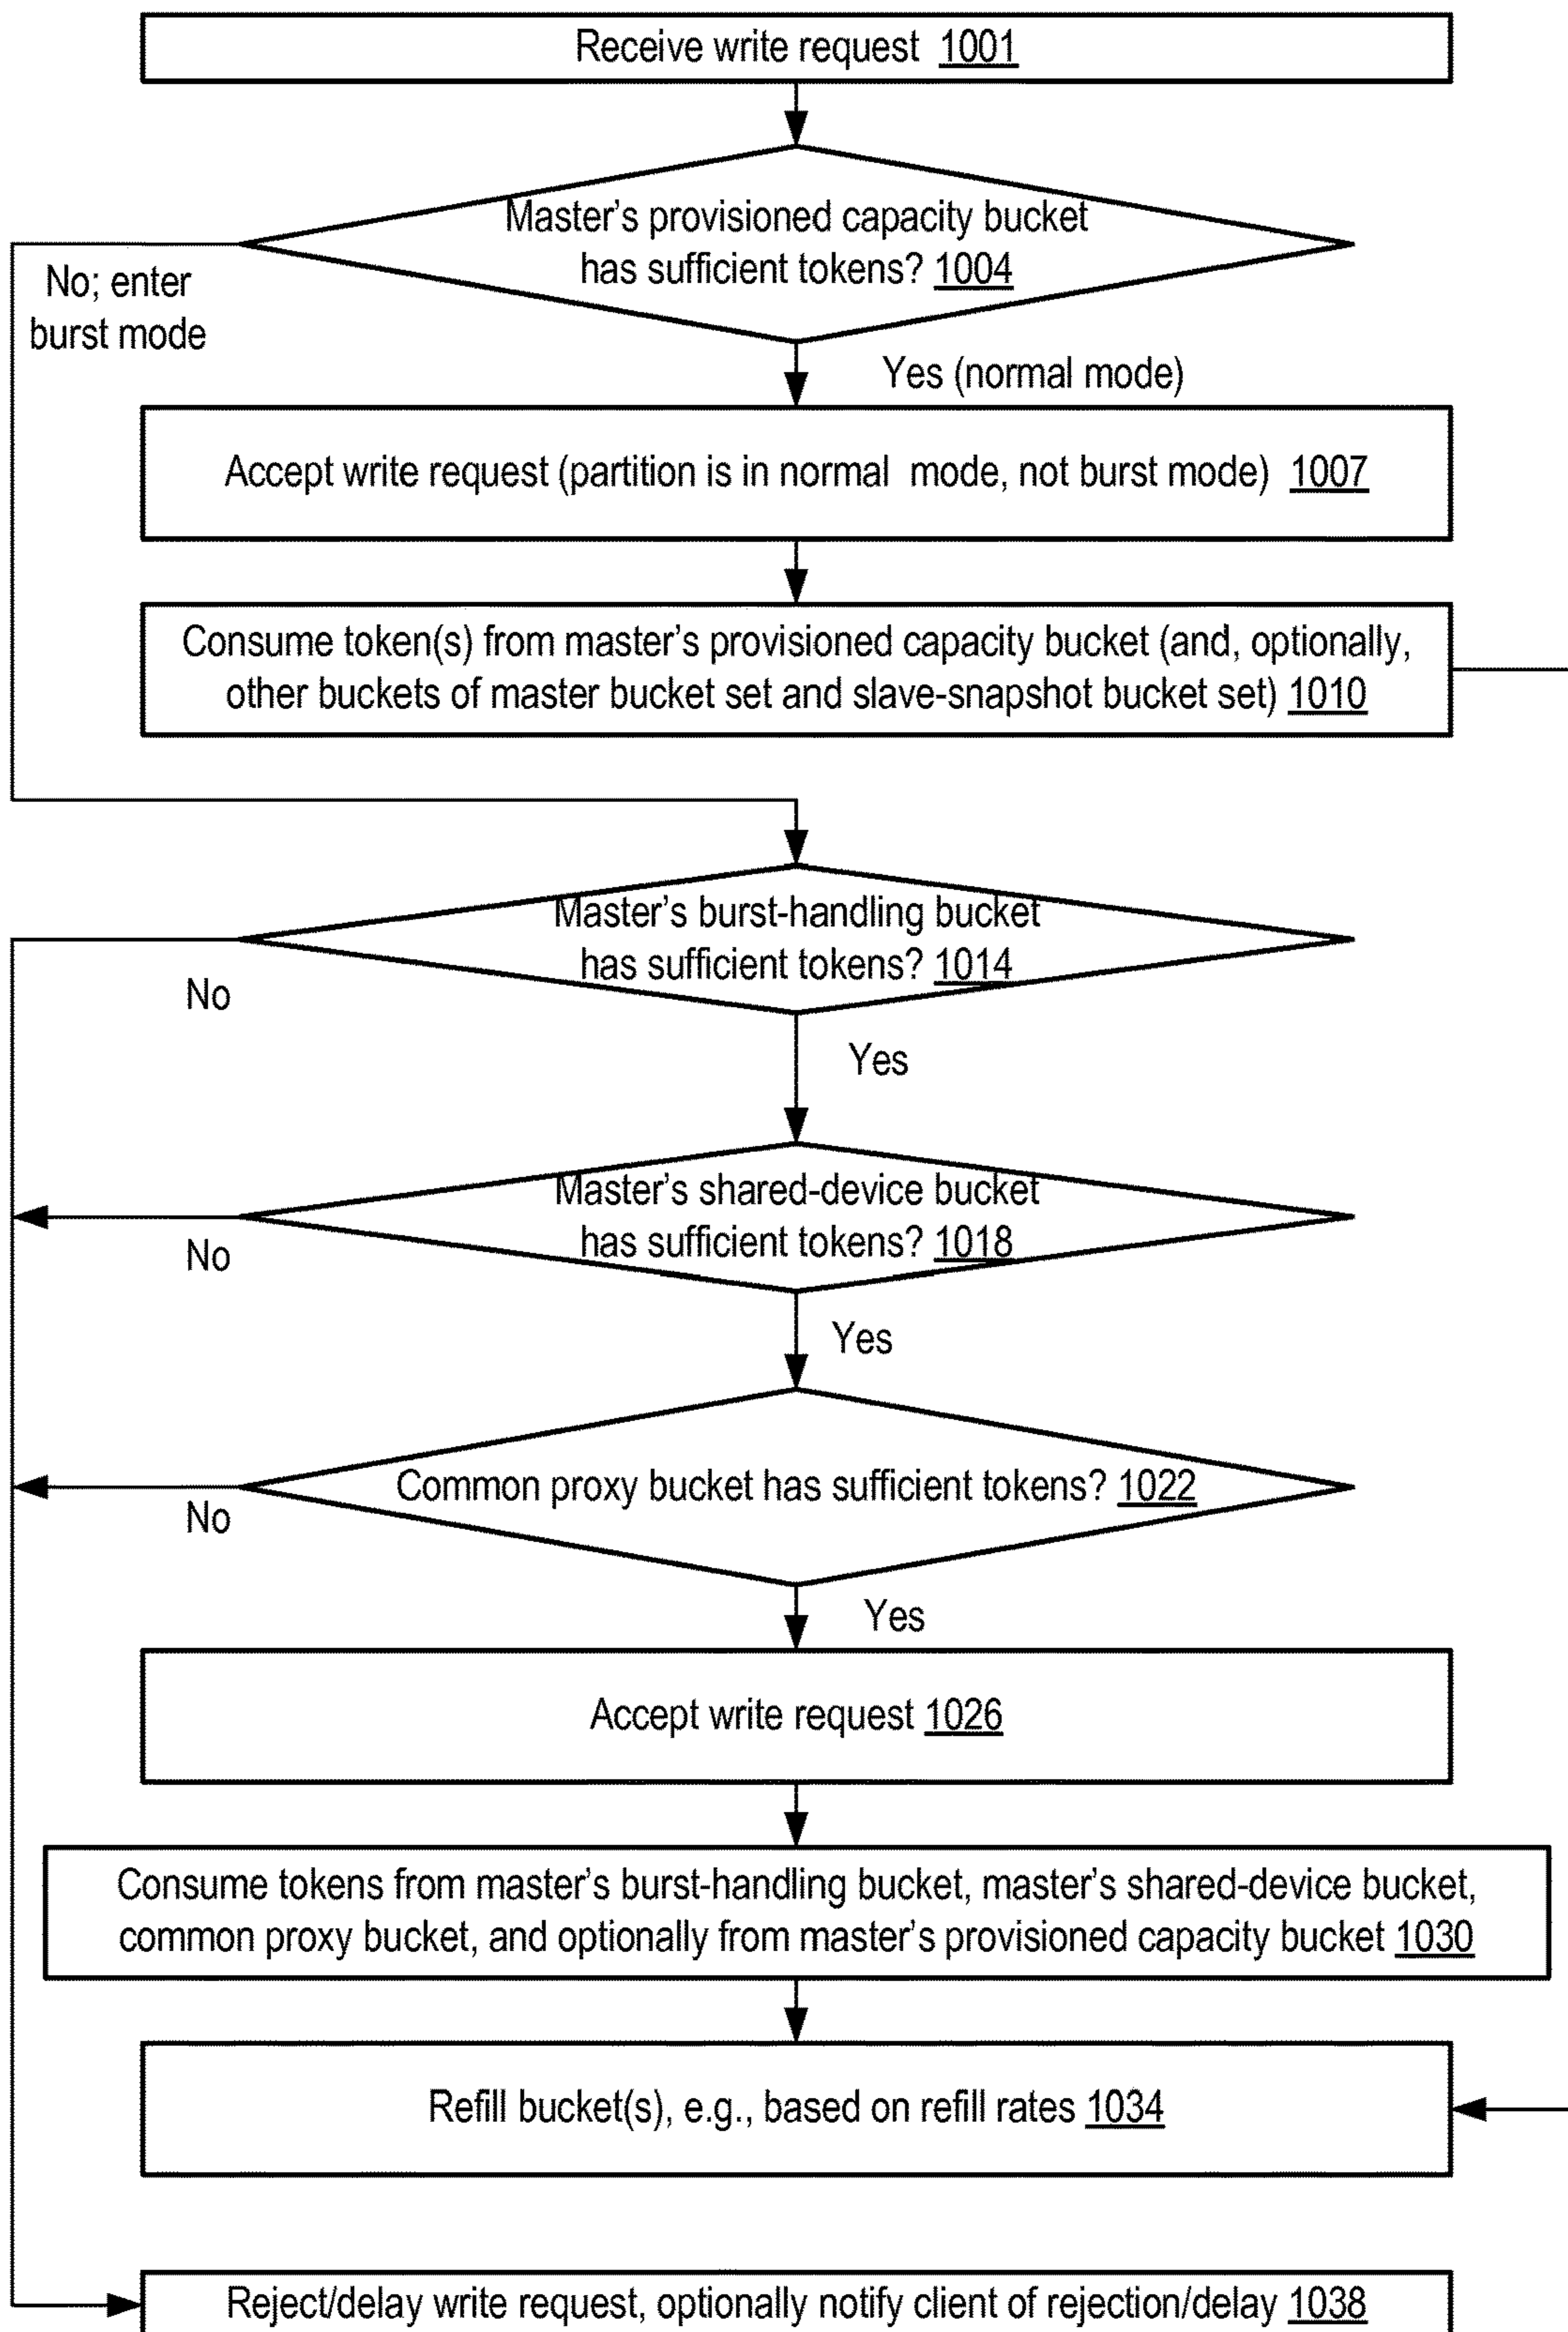 Receive write request 1001
Master's provisioned capacity bucket
has sufficient tokens? 1004
No; enter
burst mode
Yes (normal mode)
Accept write request (partition is in normal mode, not burst mode) 1007
Consume token(s) from master's provisioned capacity bucket (and, optionally,
other buckets of master bucket set and slave-snapshot bucket set) 1010
Master's burst-handling bucket
has sufficient tokens? 1014
No
Yes
Master's shared-device bucket
has sufficient tokens? 1018
No
Yes
Common proxy bucket has sufficient tokens? 1022
No
Yes
Accept write request 1026
Consume tokens from master's burst-handling bucket, master's shared-device bucket,
common proxy bucket, and optionally from master's provisioned capacity bucket 1030
Refill bucket(s), e.g., based on refill rates 1034
Reject/delay write request, optionally notify client of rejection/delay 1038